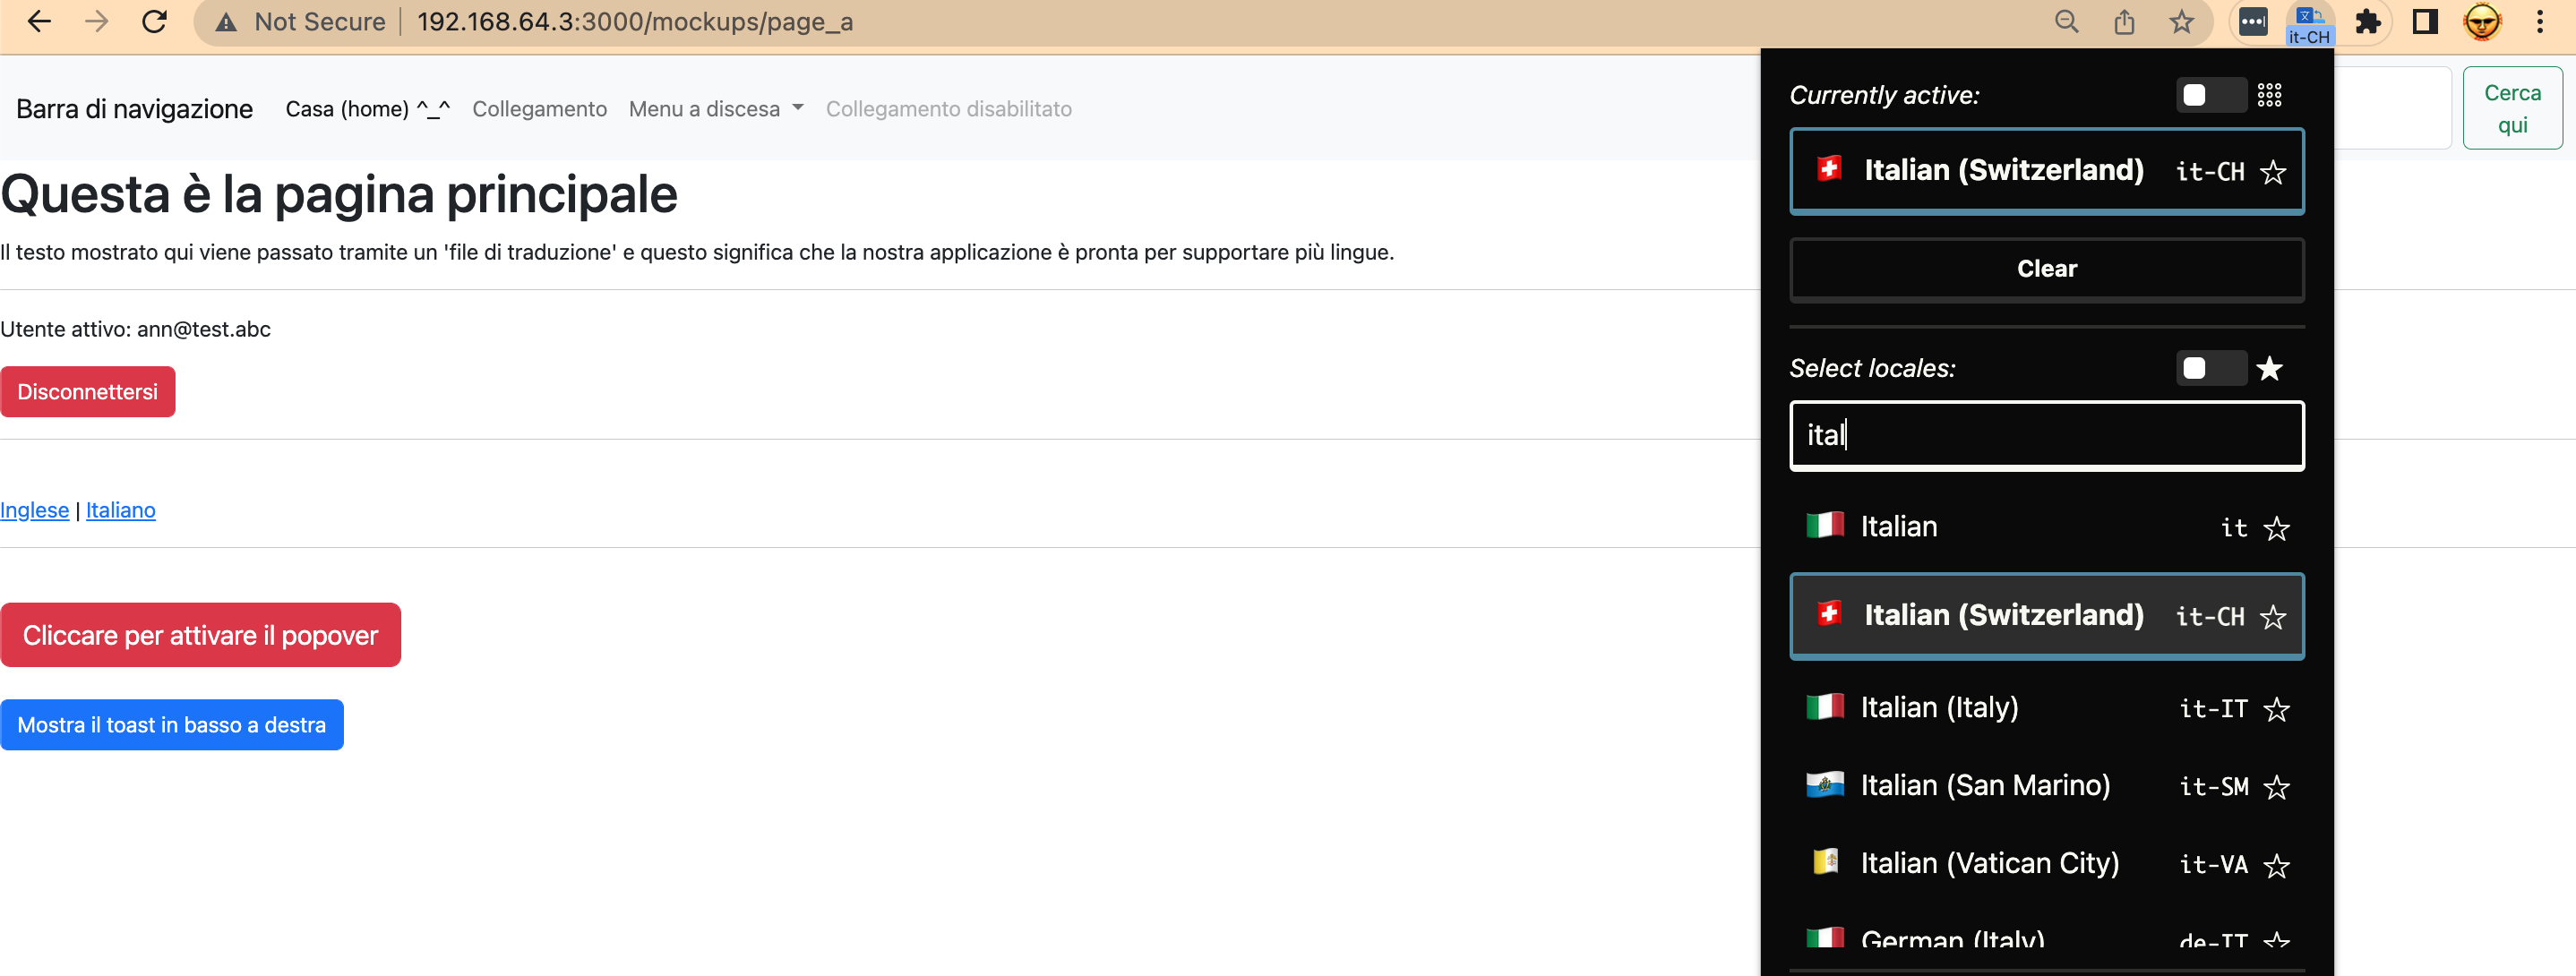 Not Secure | 192.168.64.3:3000/mockups/page_a
it-CH
Barra di navigazione Casa (home) ^_^ Collegamento Menu a discesa Collegamento disabilitato
Cerca
qui
Questa è la pagina principale
Il testo mostrato qui viene passato tramite un 'file di traduzione' e questo significa che la nostra applicazione è pronta per supportare più lingue.
Utente attivo: ann@test.abc
Disconnettersi
Inglese | Italiano
Cliccare per attivare il popover
Mostra il toast in basso a destra
Currently active:
Italian (Switzerland) it-CH
Clear
Select locales:
ital
Italian it
Italian (Switzerland) it-CH
Italian (Italy) it-IT
Italian (San Marino) it-SM
Italian (Vatican City) it-VA
German (Italy) de-IT